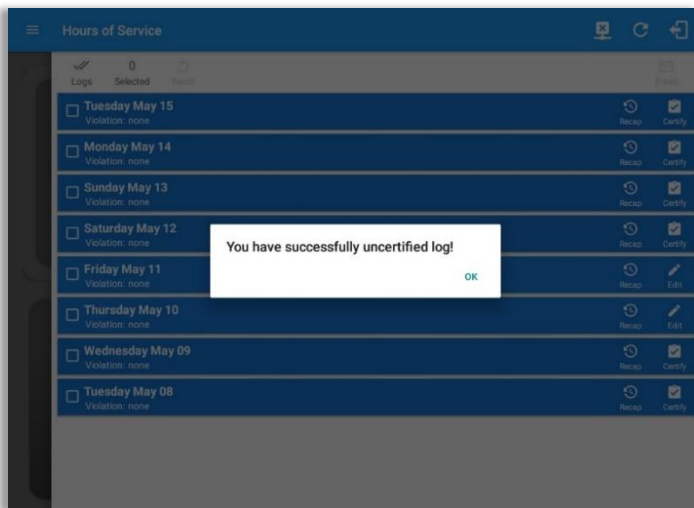 Hours of Service
Logs
0
Selected
Reset
Email
Tuesday May 15
Violation: none
Recap
Certify
Monday May 14
Violation: none
Recap
Certify
Sunday May 13
Violation: none
Recap
Certify
Saturday May 12
Violation: none
Recap
Certify
You have successfully uncertified log!
OK
Friday May 11
Violation: none
Recap
Edit
Thursday May 10
Violation: none
Recap
Edit
Wednesday May 09
Violation: none
Recap
Certify
Tuesday May 08
Violation: none
Recap
Certify